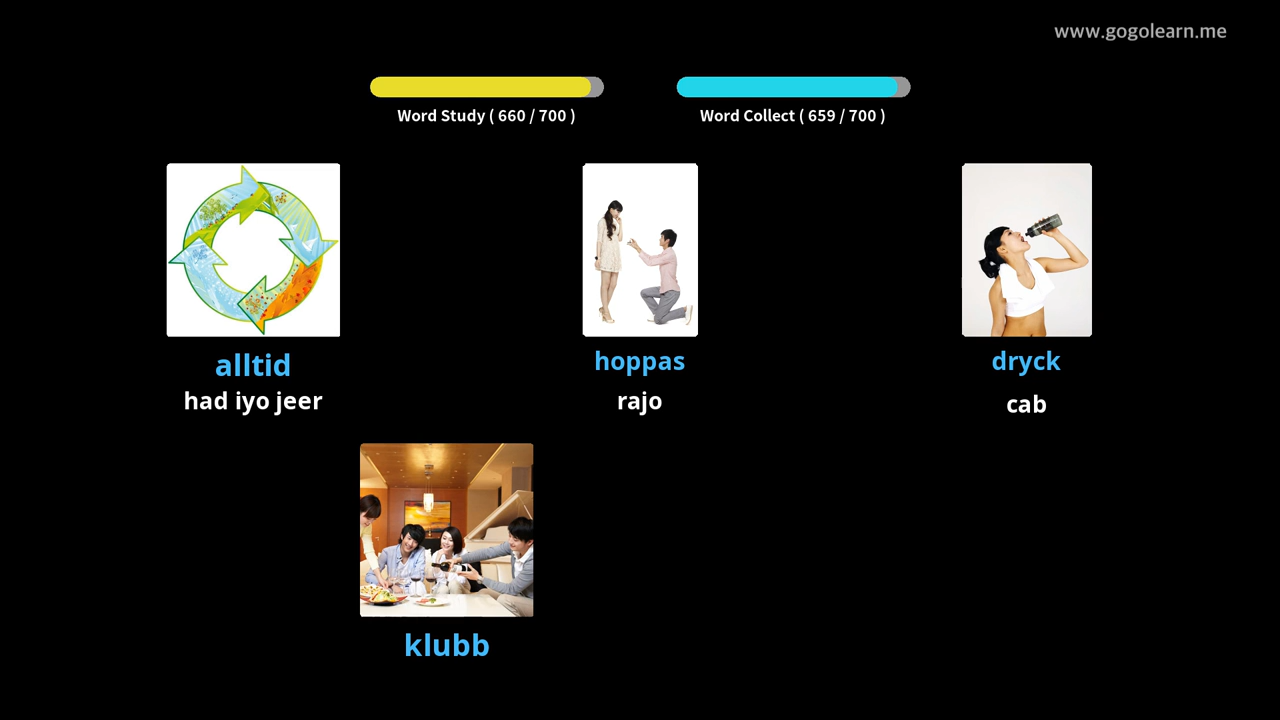 www.gogolearn.me
Word Study ( 660 / 700 )
Word Collect ( 659 / 700 )
alltid
had iyo jeer
hoppas
rajo
dryck
cab
klubb